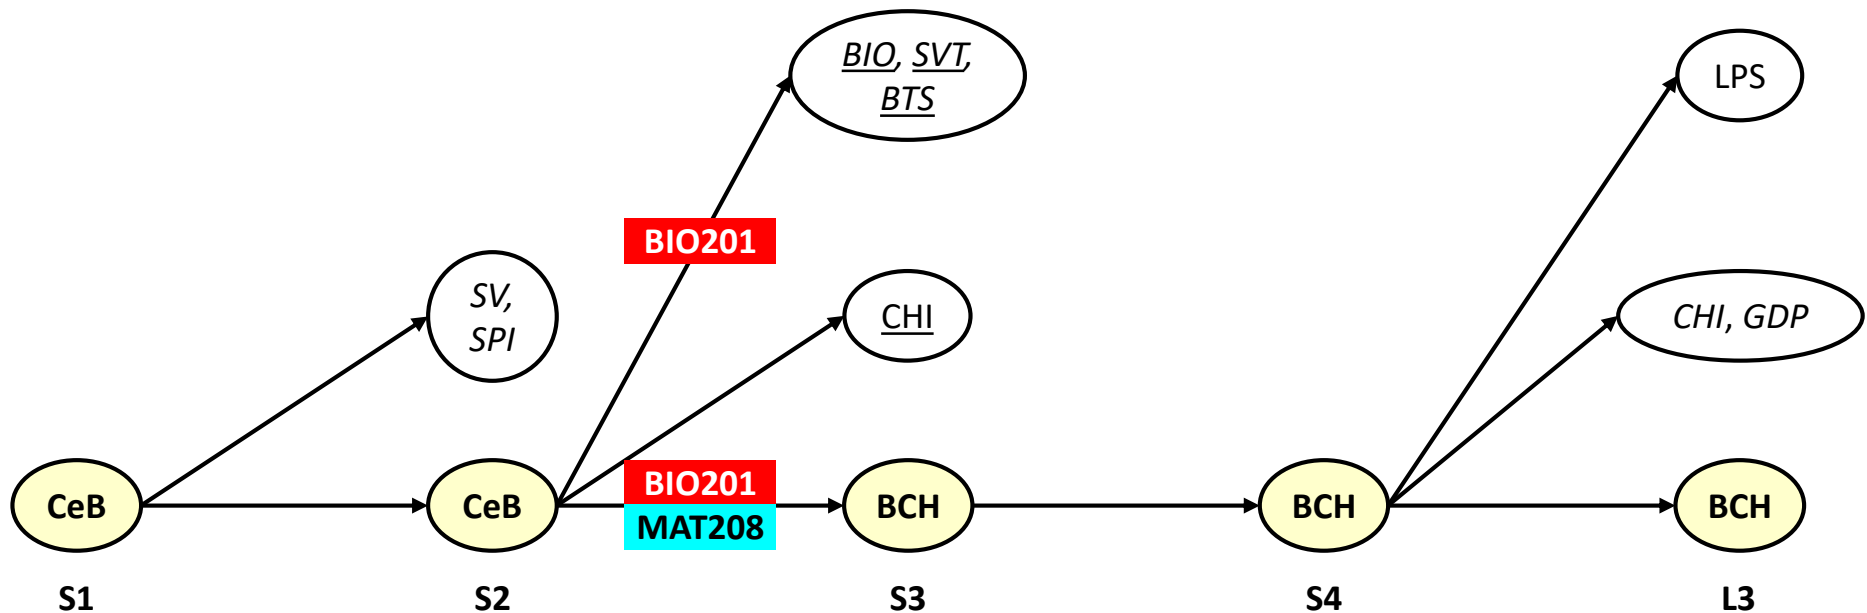 BIO, SVT,
BTS
LPS
BIO201
SV,
SPI
CHI
CHI, GDP
CeB
CeB
BIO201
MAT208
BCH
BCH
BCH
S1
S2
S3
S4
L3